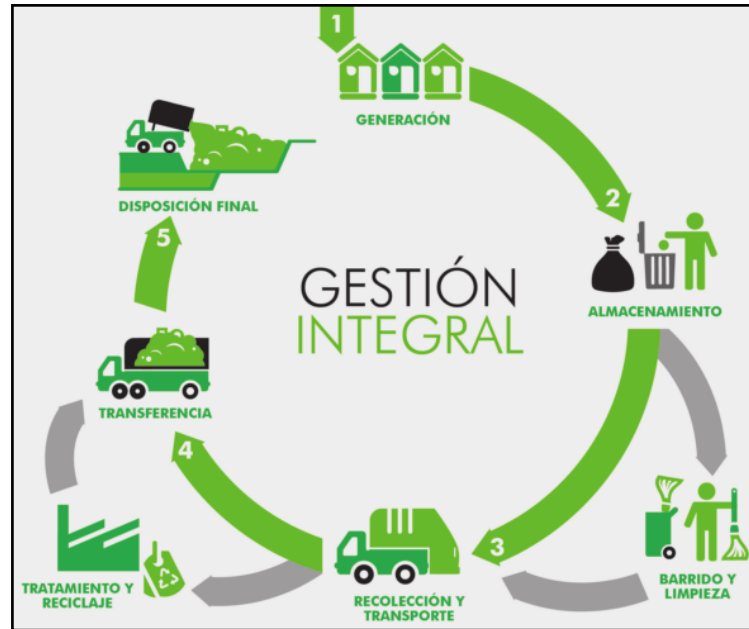 1
GENERACIÓN
2
ALMACENAMIENTO
BARRIDO Y
LIMPIEZA
3
RECOLECCIÓN Y
TRANSPORTE
TRATAMIENTO Y
RECICLAJE
4
TRANSFERENCIA
5
DISPOSICIÓN FINAL
GESTIÓN
INTEGRAL